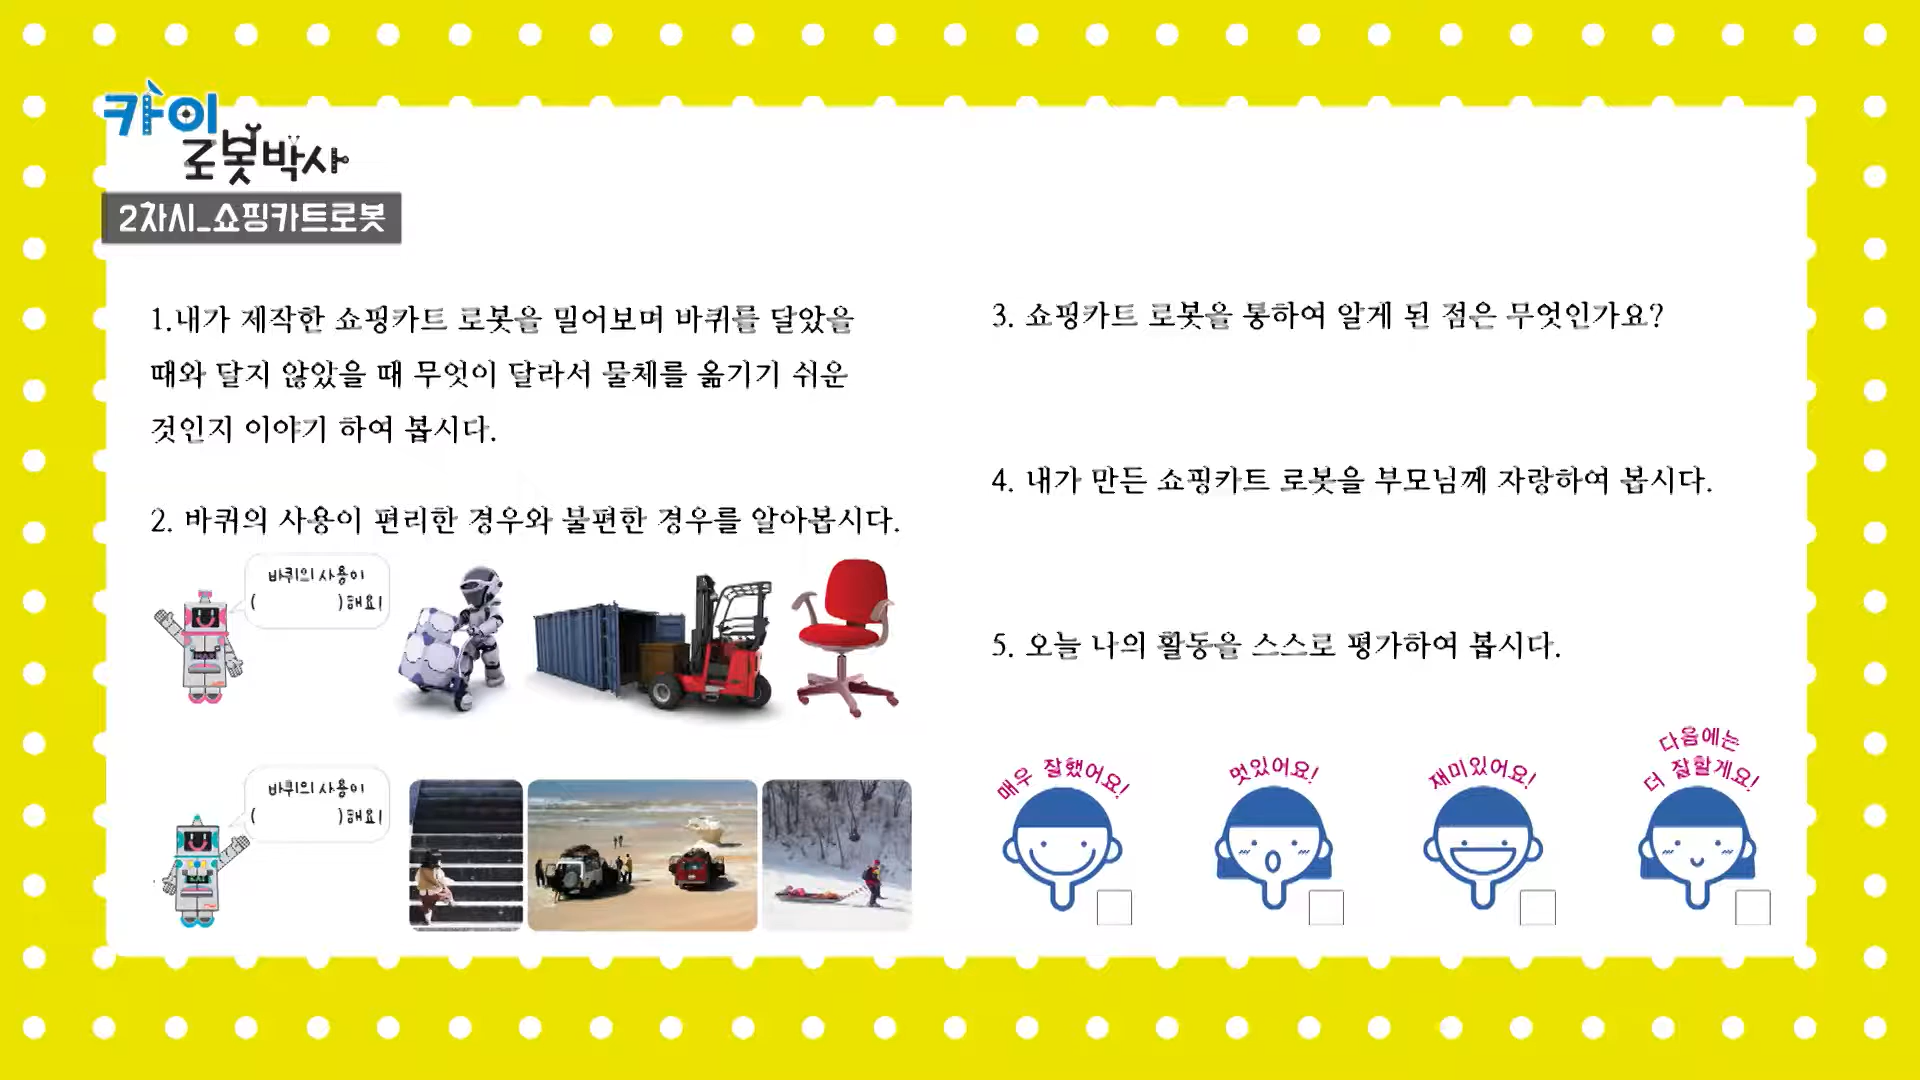 카이
로봇박사
2차시_쇼핑카트로봇
1.내가 제작한 쇼핑카트 로봇을 밀어보며 바퀴를 달았을
때와 달지 않았을 때 무엇이 달라서 물체를 옮기기 쉬운
것인지 이야기 하여 봅시다.
2. 바퀴의 사용이 편리한 경우와 불편한 경우를 알아봅시다.
바퀴의 사용이
( )해요!
바퀴의 사용이
( )해요!
3. 쇼핑카트 로봇을 통하여 알게 된 점은 무엇인가요?
4. 내가 만든 쇼핑카트 로봇을 부모님께 자랑하여 봅시다.
5. 오늘 나의 활동을 스스로 평가하여 봅시다.
매우 잘했어요!
멋있어요!
재미있어요!
다음에는
더 잘할게요!